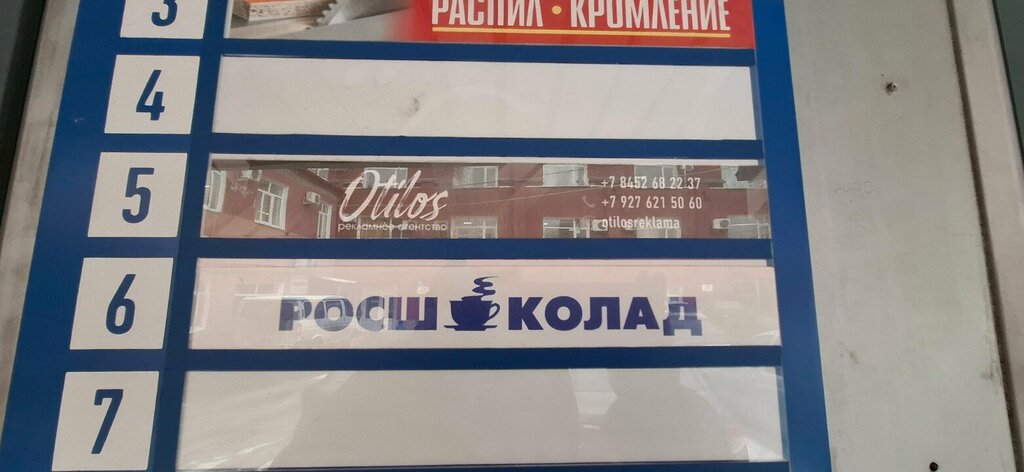 3
РАСПИЛ • КРОМЛЕНИЕ
4
5
Otilos
рекламное агентство
+7 8452 68 22 37
+7 927 621 50 60
otilosreklama
6
РОСШ КОЛАД
7